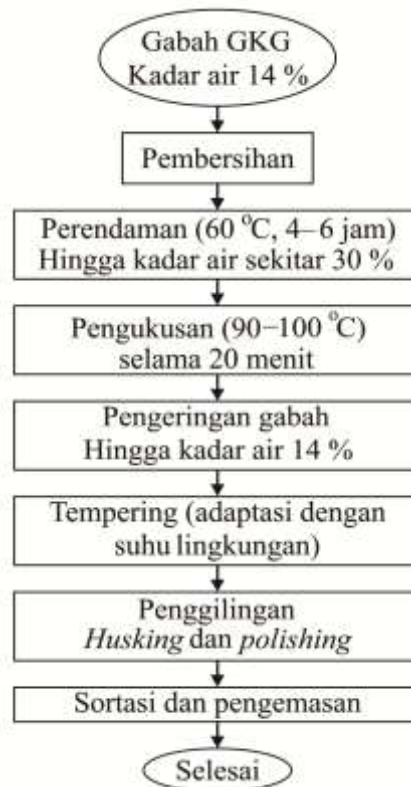 Gabah GKG
Kadar air 14 %
Pembersihan
Perendaman (60 °C, 4–6 jam)
Hingga kadar air sekitar 30 %
Pengukusan (90−100 °C)
selama 20 menit
Pengeringan gabah
Hingga kadar air 14 %
Tempering (adaptasi dengan
suhu lingkungan)
Penggilingan
Husking dan polishing
Sortasi dan pengemasan
Selesai